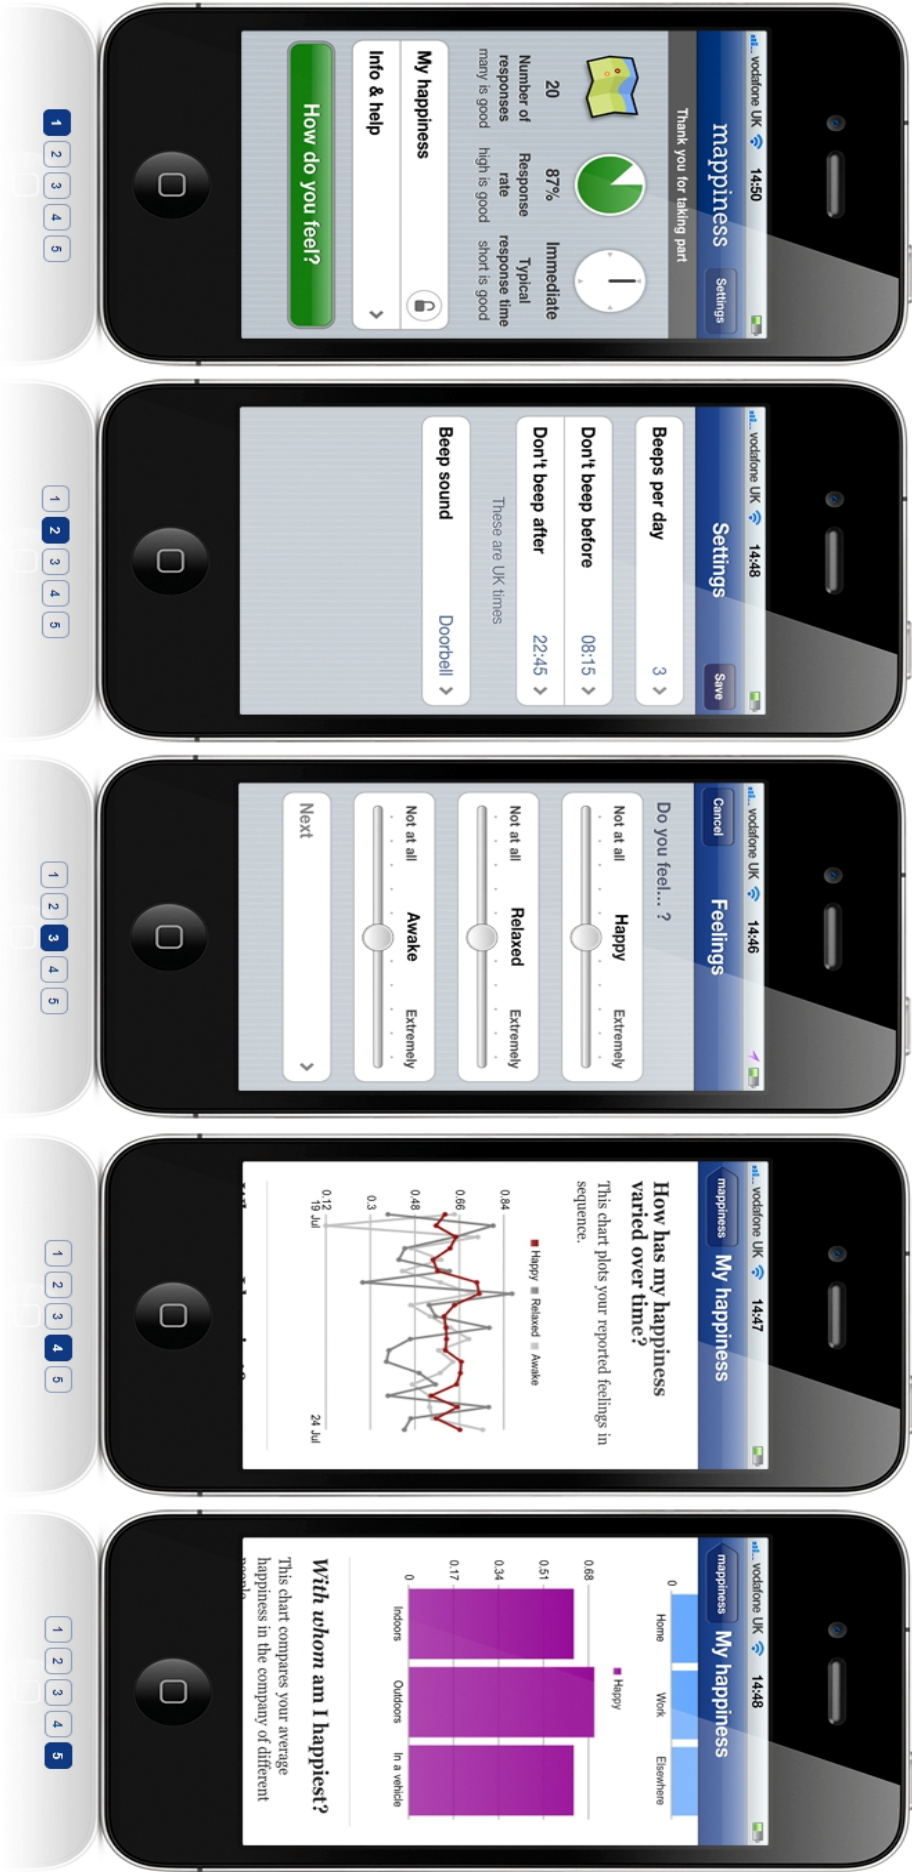 vodafone UK 14:50
mappiness
Settings
Thank you for taking part
20
Number of
responses
many is good
87%
Response
rate
high is good
Immediate
Typical
response time
short is good
My happiness
Info & help
How do you feel?
1 2 3 4 5
vodafone UK 14:48
Settings
Save
Beeps per day 3
Don't beep before 08:15
Don't beep after 22:45
These are UK times
Beep sound Doorbell
1 2 3 4 5
vodafone UK 14:46
Cancel
Feelings
Do you feel... ?
Not at all Happy Extremely
Not at all Relaxed Extremely
Not at all Awake Extremely
Next
1 2 3 4 5
vodafone UK 14:47
mappiness
My happiness
How has my happiness
varied over time?
This chart plots your reported feelings in
sequence.
Happy Relaxed Awake
0.84
0.66
0.48
0.3
0.12
19 Jul 24 Jul
1 2 3 4 5
vodafone UK 14:48
mappiness
My happiness
0
Home Work Elsewhere
Happy
0.68
0.51
0.34
0.17
0
Indoors Outdoors In a vehicle
With whom am I happiest?
This chart compares your average
happiness in the company of different
people
1 2 3 4 5